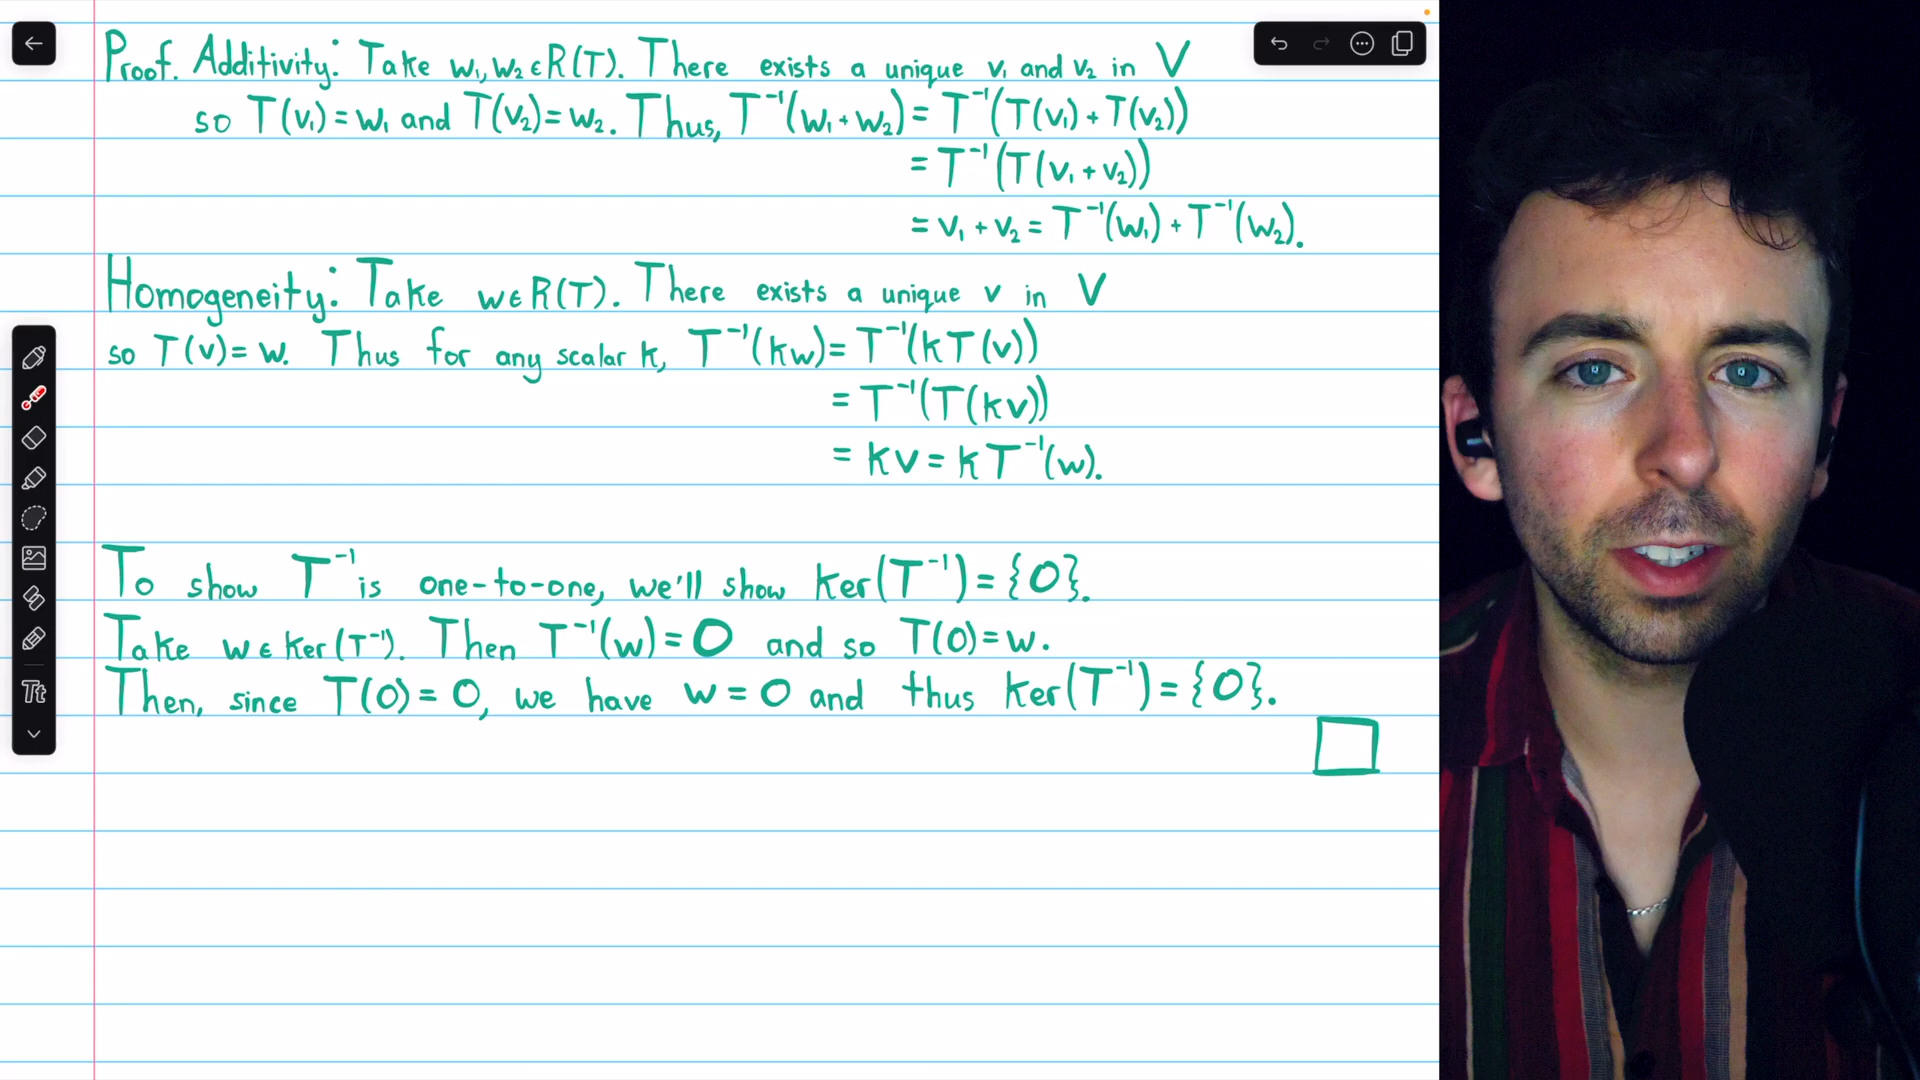 Proof. Additivity: Take w₁, w₂ ∈ R(T). There exists a unique v₁ and v₂ in V
so T(v₁) = w₁ and T(v₂) = w₂. Thus, T⁻¹(w₁ + w₂) = T⁻¹(T(v₁) + T(v₂))
= T⁻¹(T(v₁ + v₂))
= v₁ + v₂ = T⁻¹(w₁) + T⁻¹(w₂).
Homogeneity: Take w ∈ R(T). There exists a unique v in V
so T(v) = w. Thus for any scalar k, T⁻¹(kw) = T⁻¹(kT(v))
= T⁻¹(T(kv))
= kv = kT⁻¹(w).
To show T⁻¹ is one-to-one, we'll show ker(T⁻¹) = {0}.
Take w ∈ ker(T⁻¹). Then T⁻¹(w) = 0 and so T(0) = w.
Then, since T(0) = 0, we have w = 0 and thus ker(T⁻¹) = {0}.
Tt